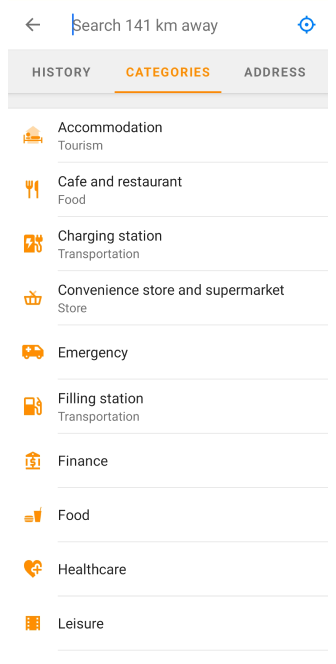 Search 141 km away
HISTORY CATEGORIES ADDRESS
Accommodation
Tourism
Cafe and restaurant
Food
Charging station
Transportation
Convenience store and supermarket
Store
Emergency
Filling station
Transportation
Finance
Food
Healthcare
Leisure